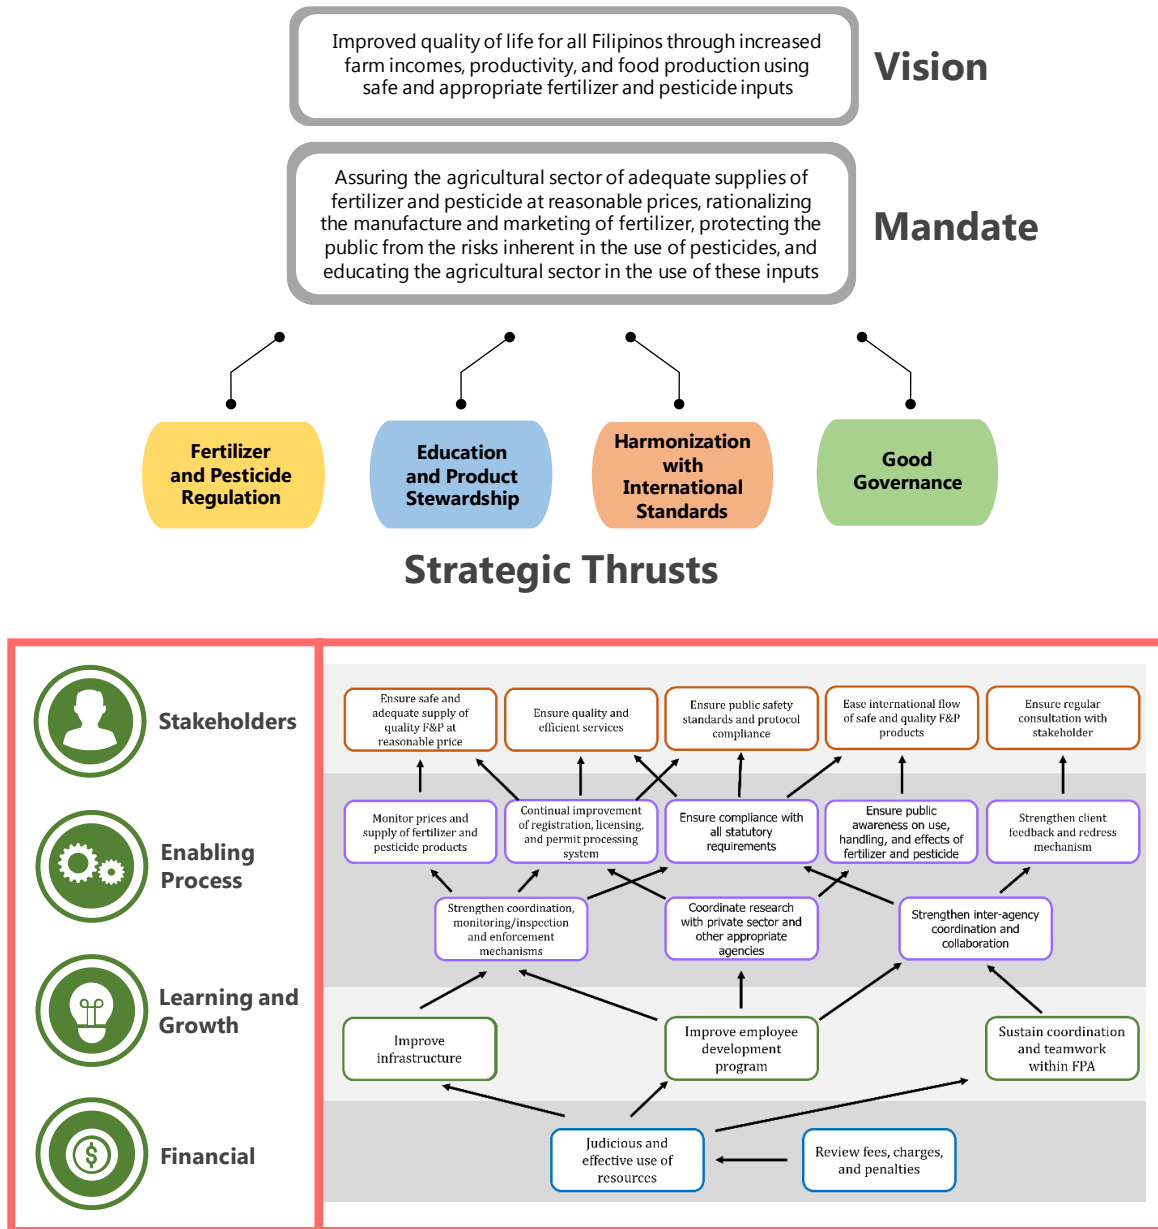 Improved quality of life for all Filipinos through increased
farm incomes, productivity, and food production using
safe and appropriate fertilizer and pesticide inputs
Vision
Assuring the agricultural sector of adequate supplies of
fertilizer and pesticide at reasonable prices, rationalizing
the manufacture and marketing of fertilizer, protecting the
public from the risks inherent in the use of pesticides, and
educating the agricultural sector in the use of these inputs
Mandate
Fertilizer
and Pesticide
Regulation
Education
and Product
Stewardship
Harmonization
with
International
Standards
Good
Governance
Strategic Thrusts
Stakeholders
Ensure safe and
adequate supply of
quality F&P at
reasonable price
Ensure quality and
efficient services
Ensure public safety
standards and protocol
compliance
Ease international flow
of safe and quality F&P
products
Ensure regular
consultation with
stakeholder
Enabling
Process
Monitor prices and
supply of fertilizer and
pesticide products
Continual improvement
of registration, licensing,
and permit processing
system
Ensure compliance with
all statutory
requirements
Ensure public
awareness on use,
handling, and effects of
fertilizer and pesticide
Strengthen client
feedback and redress
mechanism
Strengthen coordination,
monitoring/inspection
and enforcement
mechanisms
Coordinate research
with private sector and
other appropriate
agencies
Strengthen inter-agency
coordination and
collaboration
Learning and
Growth
Improve
infrastructure
Improve employee
development
program
Sustain coordination
and teamwork
within FPA
Financial
$
Judicious and
effective use of
resources
Review fees, charges,
and penalties